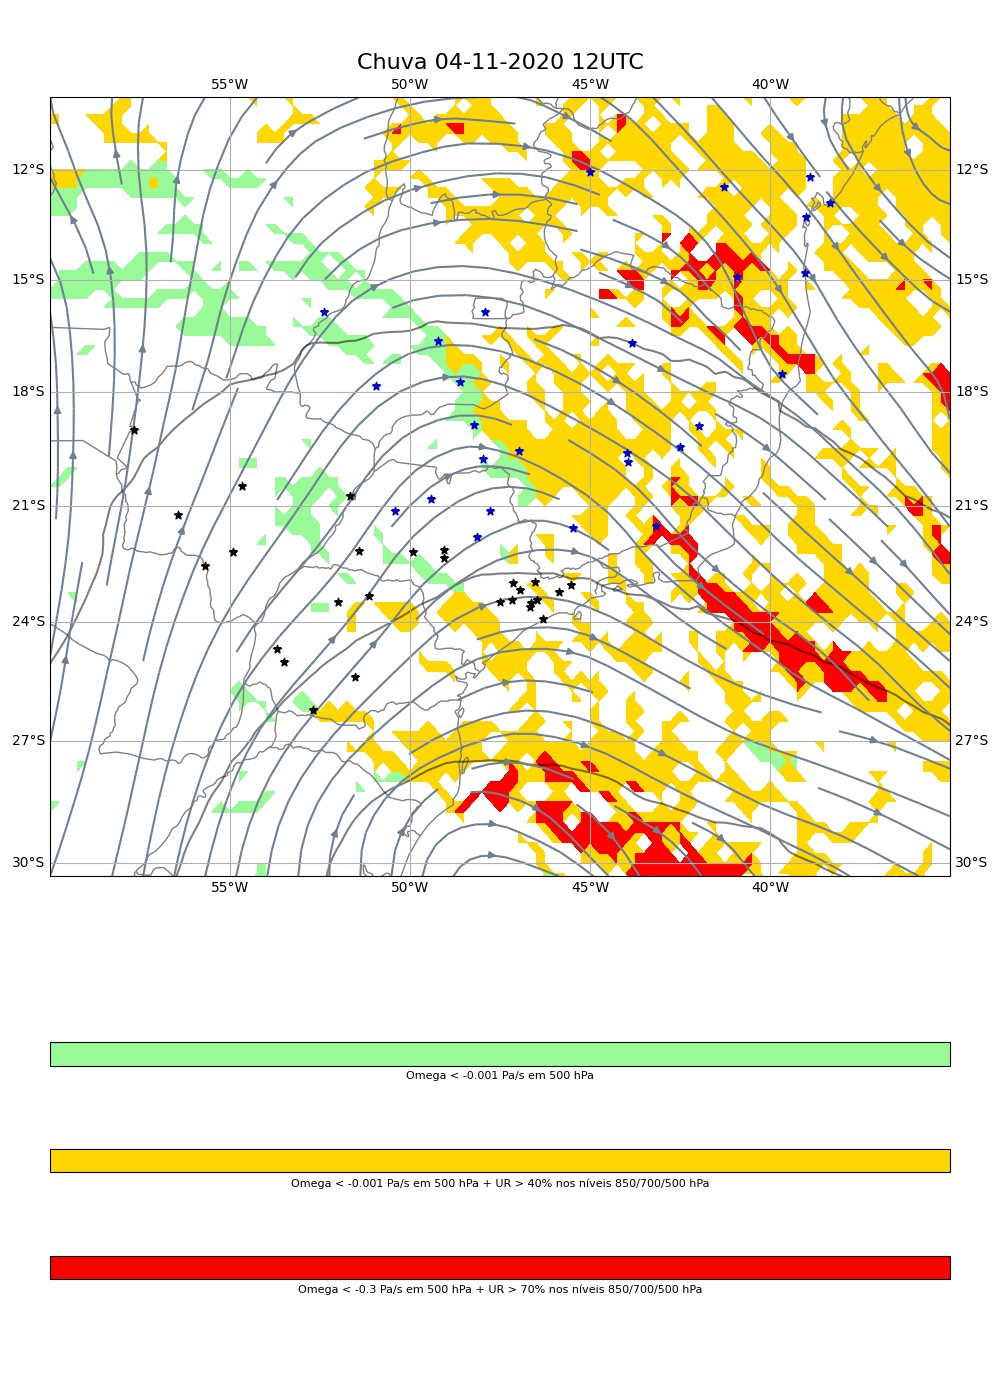 Chuva 04-11-2020 12UTC
55°W 50°W 45°W 40°W
12°S 12°S
15°S 15°S
18°S 18°S
21°S 21°S
24°S 24°S
27°S 27°S
30°S 30°S
55°W 50°W 45°W 40°W
Omega < -0.001 Pa/s em 500 hPa
Omega < -0.001 Pa/s em 500 hPa + UR > 40% nos níveis 850/700/500 hPa
Omega < -0.3 Pa/s em 500 hPa + UR > 70% nos níveis 850/700/500 hPa